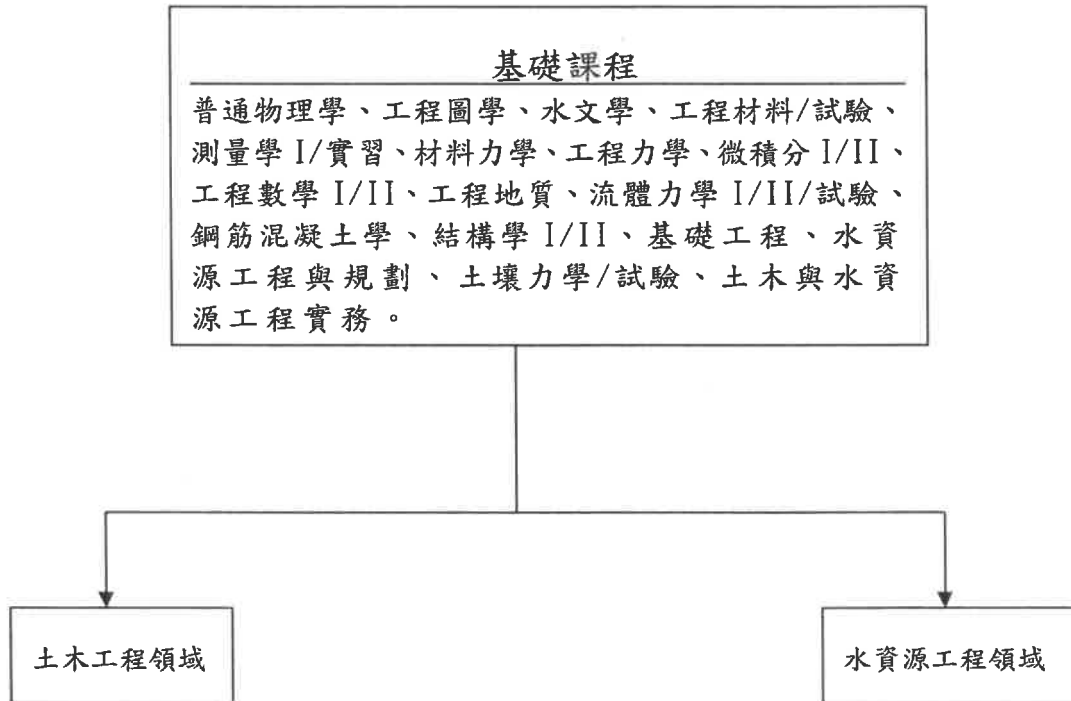 基礎課程
普通物理學、工程圖學、水文學、工程材料/試驗、
測量學 I/實習、材料力學、工程力學、微積分 I/II、
工程數學 I/II、工程地質、流體力學 I/II/試驗、
鋼筋混凝土學、結構學 I/II、基礎工程、水資
源工程與規劃、土壤力學/試驗、土木與水資
源工程實務。
土木工程領域
水資源工程領域